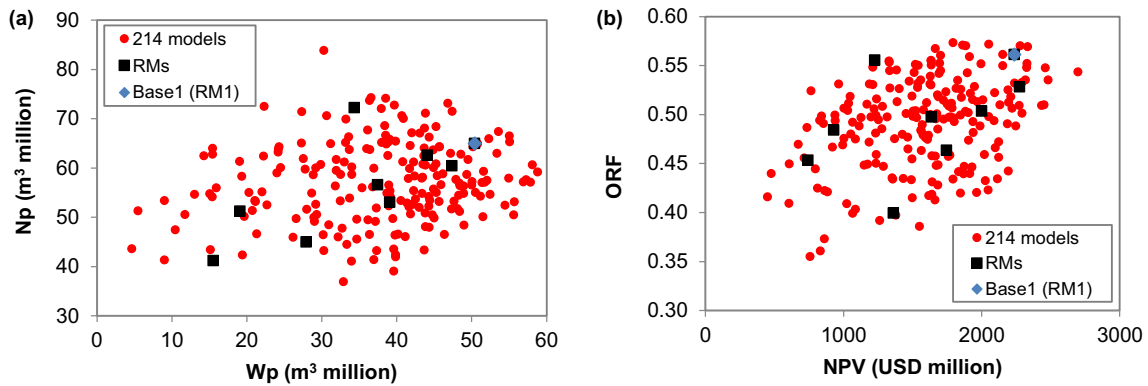 (a)
90
80
70
60
50
40
30
Np (m³ million)
214 models
RMs
Base1 (RM1)
0 10 20 30 40 50 60
Wp (m³ million)
(b)
0.60
0.55
0.50
0.45
0.40
0.35
0.30
ORF
214 models
RMs
Base1 (RM1)
0 1000 2000 3000
NPV (USD million)